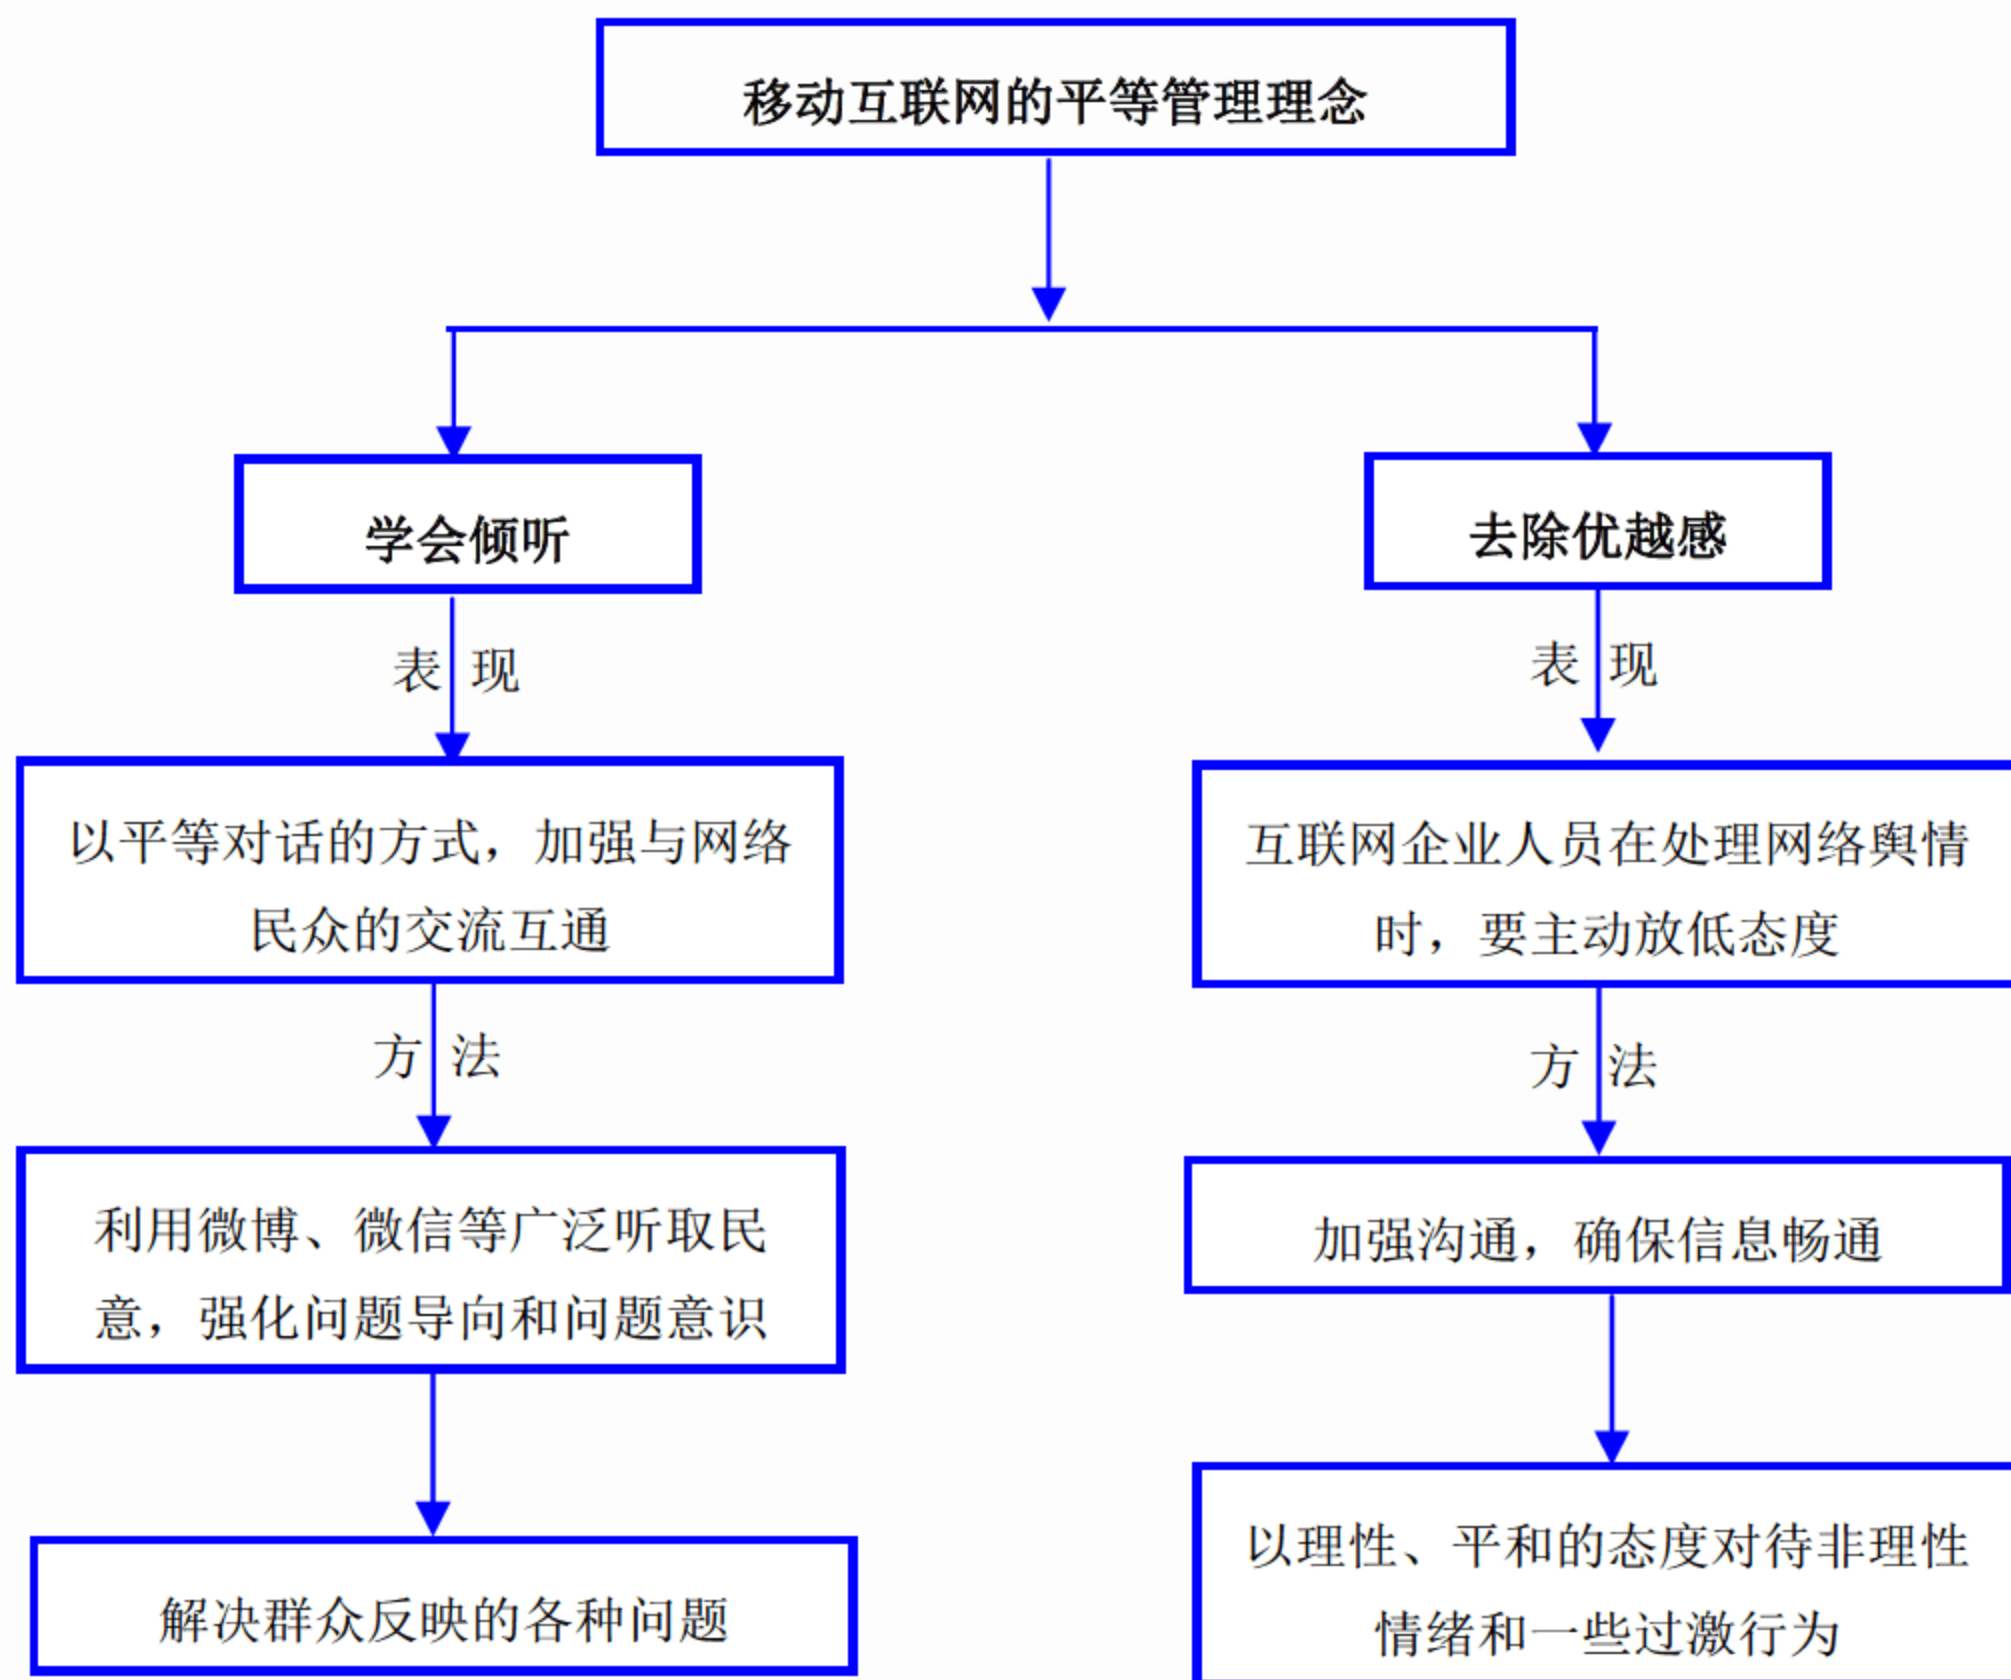 移动互联网的平等管理理念
学会倾听
去除优越感
表 现
表 现
以平等对话的方式，加强与网络
民众的交流互通
互联网企业人员在处理网络舆情
时，要主动放低态度
方 法
方 法
利用微博、微信等广泛听取民
意，强化问题导向和问题意识
加强沟通，确保信息畅通
解决群众反映的各种问题
以理性、平和的态度对待非理性
情绪和一些过激行为